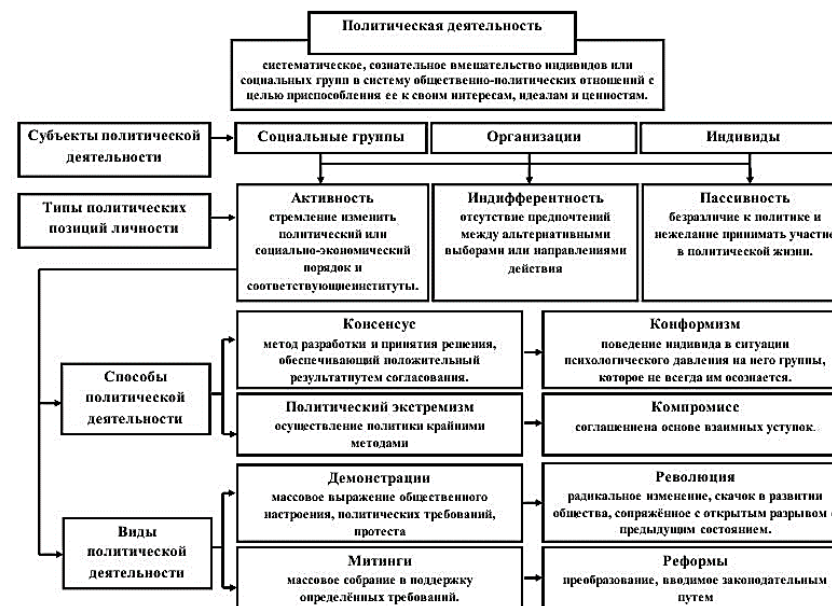 Политическая деятельность
систематическое, сознательное вмешательство индивидов или
социальных групп в систему общественно-политических отношений с
целью приспособления ее к своим интересам, идеалам и ценностям.
Субъекты политической
деятельности
Социальные группы
Организации
Индивиды
Типы политических
позиций личности
Активность
стремление изменить
политический или
социально-экономический
порядок и
соответствующиеинституты.
Индифферентность
отсутствие предпочтений
между альтернативными
выборами или направлениями
действия
Пассивность
безразличие к политике и
нежелание принимать участие
в политической жизни.
Способы
политической
деятельности
Консенсус
метод разработки и принятия решения,
обеспечивающий положительный
результатпутем согласования.
Конформизм
поведение индивида в ситуации
психологического давления на него группы,
которое не всегда им осознается.
Политический экстремизм
осуществление политики крайними
методами
Компромисс
соглашениена основе взаимных уступок.
Виды
политической
деятельности
Демонстрации
массовое выражение общественного
настроения, политических требований,
протеста
Революция
радикальное изменение, скачок в развитии
общества, сопряжённое с открытым разрывом с
предыдущим состоянием.
Митинги
массовое собрание в поддержку
определённых требований.
Реформы
преобразование, вводимое законодательным
путем